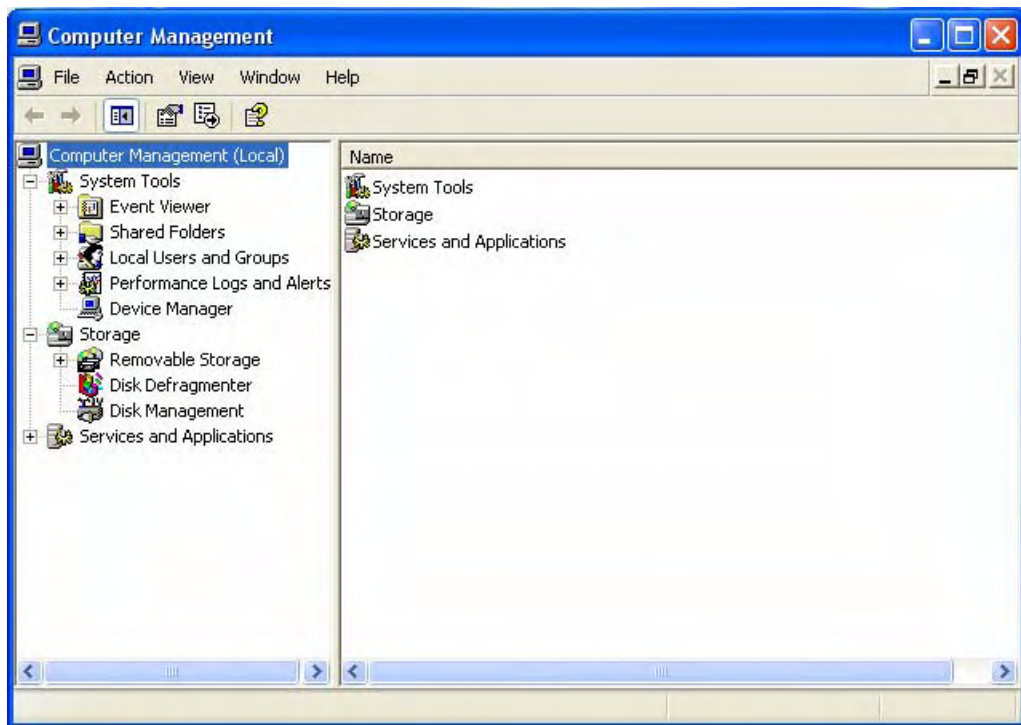 Computer Management
File Action View Window Help
Computer Management (Local)
System Tools
Event Viewer
Shared Folders
Local Users and Groups
Performance Logs and Alerts
Device Manager
Storage
Removable Storage
Disk Defragmenter
Disk Management
Services and Applications
Name
System Tools
Storage
Services and Applications